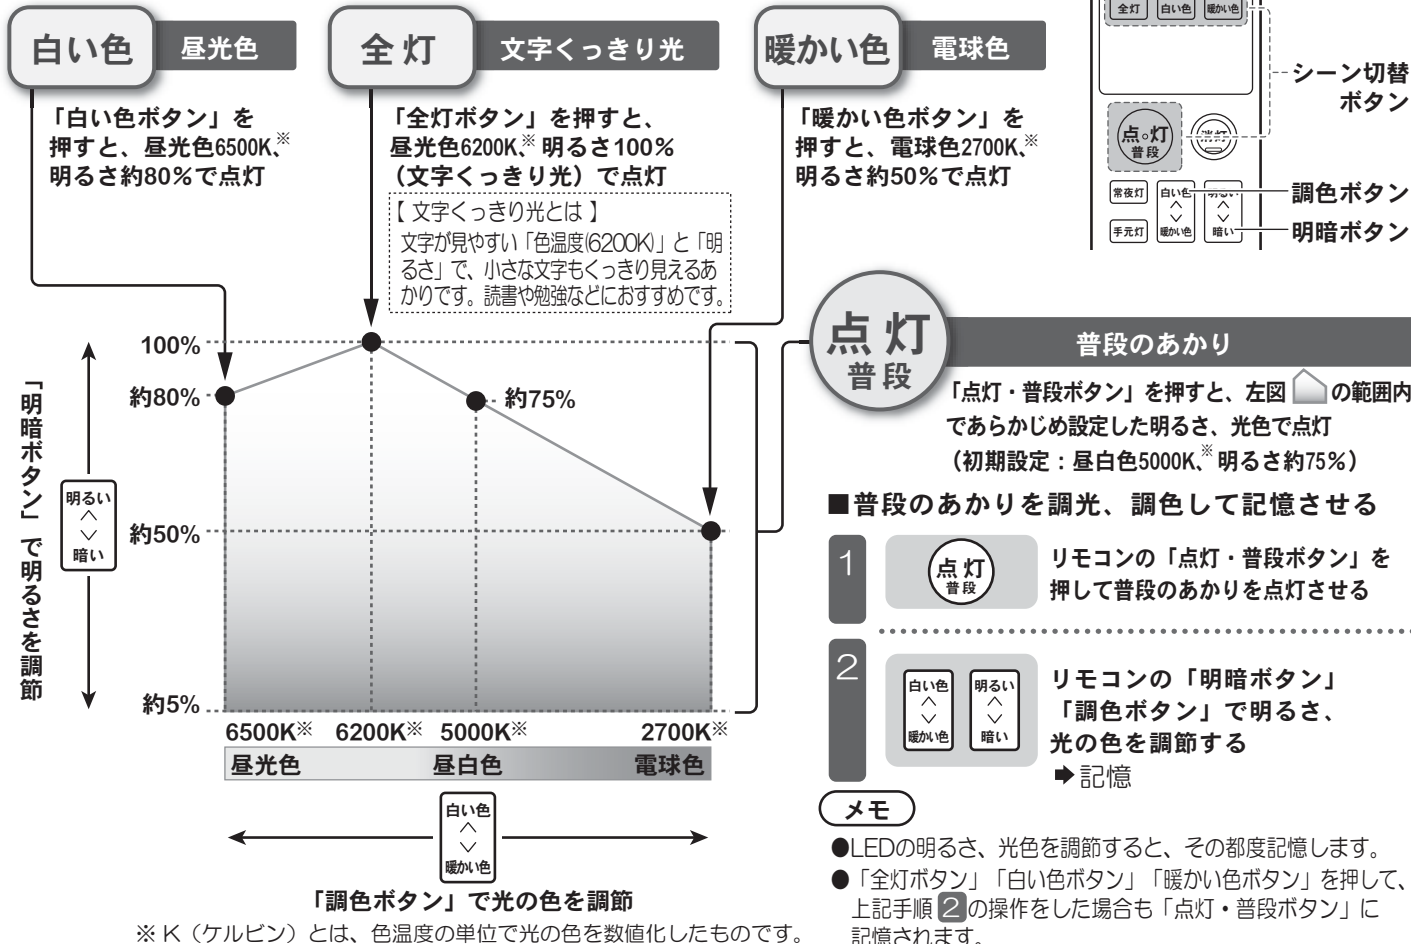 白い色 昼光色
「白い色ボタン」を
押すと、昼光色6500K、※
明るさ約80%で点灯
全灯 文字くっきり光
「全灯ボタン」を押すと、
昼光色6200K、※ 明るさ100%
（文字くっきり光）で点灯
【 文字くっきり光とは 】
文字が見やすい「色温度(6200K)」と「明
るさ」で、小さな文字もくっきり見えるあ
かりです。読書や勉強などにおすすめです。
暖かい色 電球色
「暖かい色ボタン」を
押すと、電球色2700K、※
明るさ約50%で点灯
全灯 白い色 暖かい色
シーン切替
ボタン
点灯
普段
消灯
常夜灯 白い色 明るい
調色ボタン
手元灯 暖かい色 暗い
明暗ボタン
「明暗ボタン」で明るさを調節
明るい
暗い
100%
約80%
約75%
約50%
約5%
6500K※ 6200K※ 5000K※ 2700K※
昼光色 昼白色 電球色
白い色
暖かい色
「調色ボタン」で光の色を調節
※ K（ケルビン）とは、色温度の単位で光の色を数値化したものです。
点灯
普段
普段のあかり
「点灯・普段ボタン」を押すと、左図 の範囲内
であらかじめ設定した明るさ、光色で点灯
（初期設定：昼白色5000K、※ 明るさ約75%）
■普段のあかりを調光、調色して記憶させる
1
点灯
普段
リモコンの「点灯・普段ボタン」を
押して普段のあかりを点灯させる
2
白い色 明るい
暖かい色 暗い
リモコンの「明暗ボタン」
「調色ボタン」で明るさ、
光の色を調節する
➡記憶
メモ
●LEDの明るさ、光色を調節すると、その都度記憶します。
●「全灯ボタン」「白い色ボタン」「暖かい色ボタン」を押して、
上記手順2の操作をした場合も「点灯・普段ボタン」に
記憶されます。